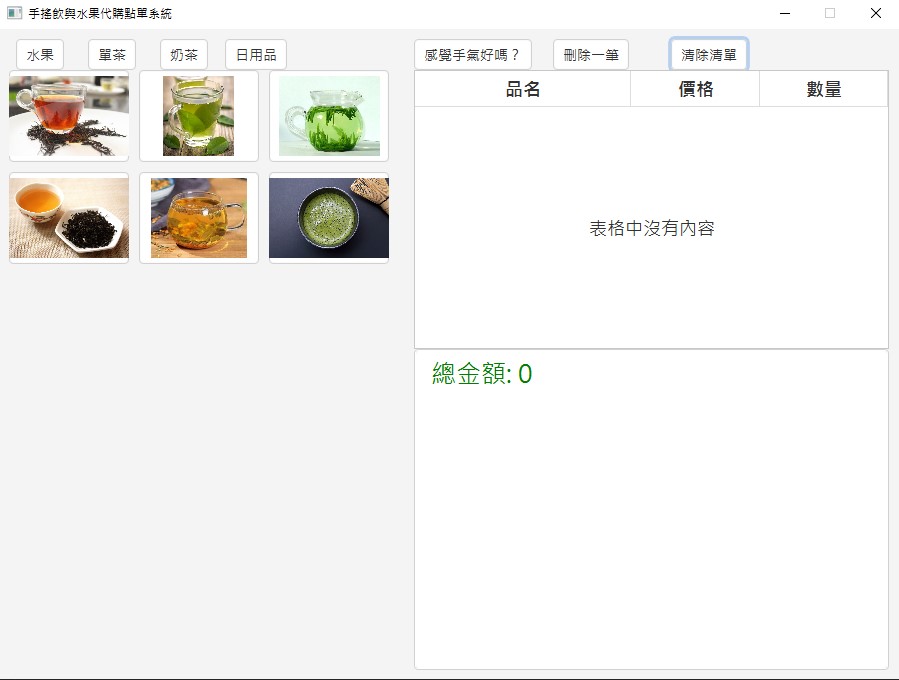 手搖飲與水果代購點單系統
水果 單茶 奶茶 日用品 感覺手氣好嗎？ 刪除一筆 清除清單
品名 價格 數量
表格中沒有內容
總金額: 0